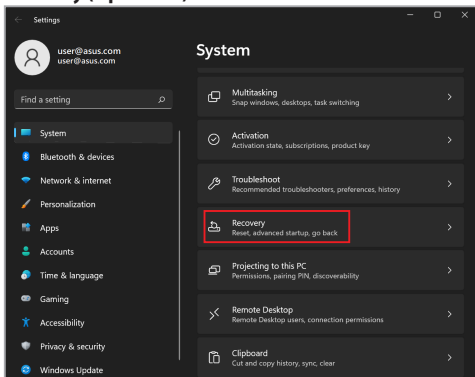 Settings
user@asus.com
user@asus.com
Find a setting
System
Bluetooth & devices
Network & internet
Personalization
Apps
Accounts
Time & language
Gaming
Accessibility
Privacy & security
Windows Update
System
Multitasking
Snap windows, desktops, task switching
Activation
Activation state, subscriptions, product key
Troubleshoot
Recommended troubleshooters, preferences, history
Recovery
Reset, advanced startup, go back
Projecting to this PC
Permissions, pairing PIN, discoverability
Remote Desktop
Remote Desktop users, connection permissions
Clipboard
Cut and copy history, sync, clear